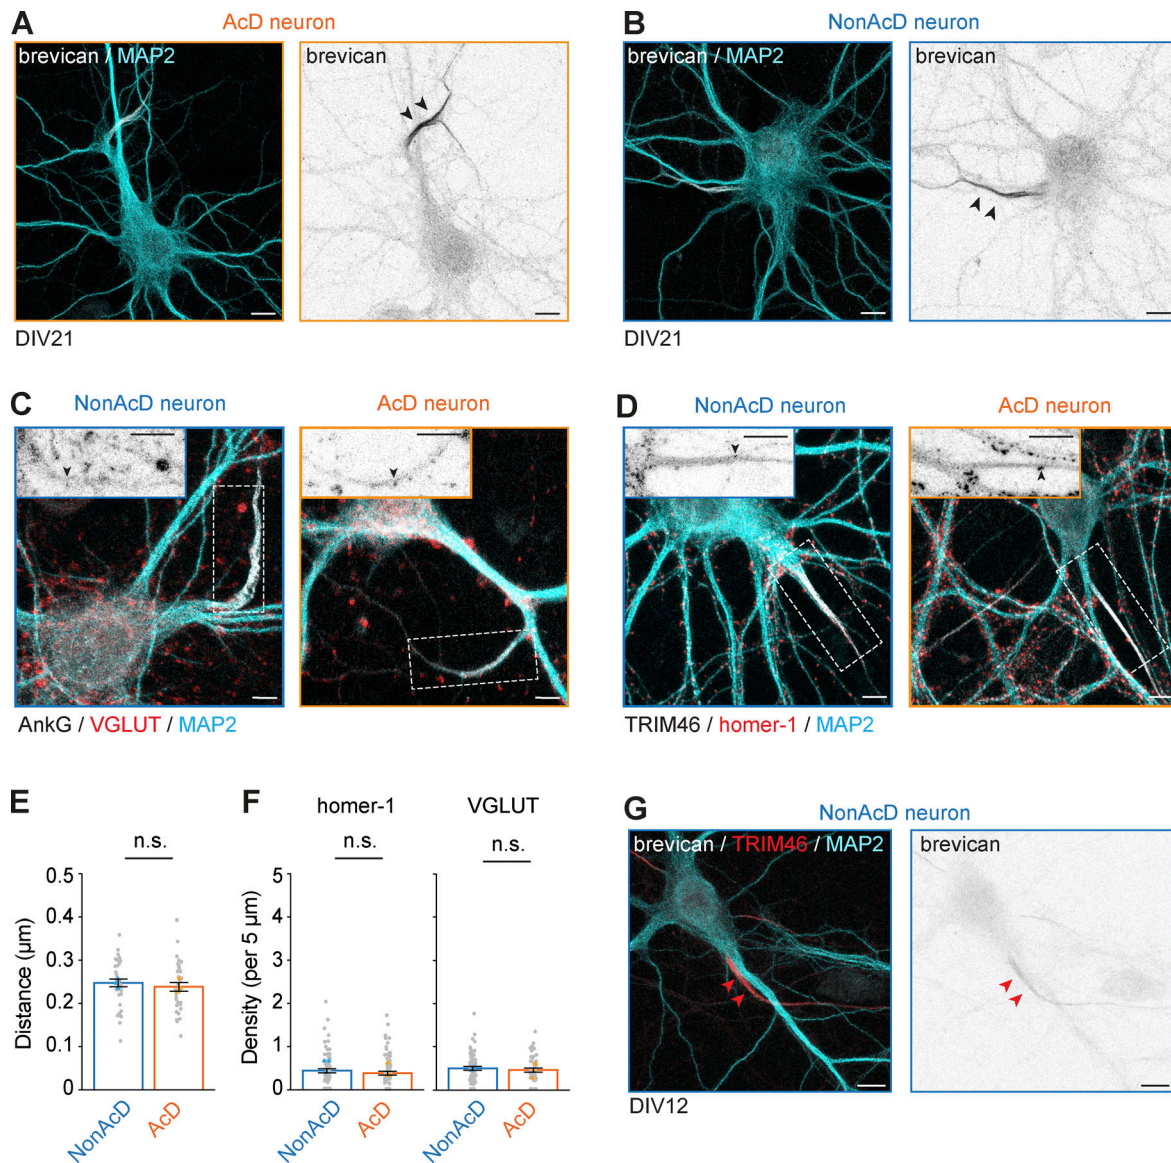 A
AcD neuron
brevican / MAP2
brevican
DIV21
B
NonAcD neuron
brevican / MAP2
brevican
DIV21
C
NonAcD neuron
AcD neuron
AnkG / VGLUT / MAP2
D
NonAcD neuron
AcD neuron
TRIM46 / homer-1 / MAP2
E
n.s.
Distance (µm)
0.5
0.4
0.3
0.2
0.1
0
NonAcD
AcD
F
homer-1
VGLUT
n.s.
n.s.
Density (per 5 µm)
5
4
3
2
1
0
NonAcD
AcD
NonAcD
AcD
G
NonAcD neuron
brevican / TRIM46 / MAP2
brevican
DIV12